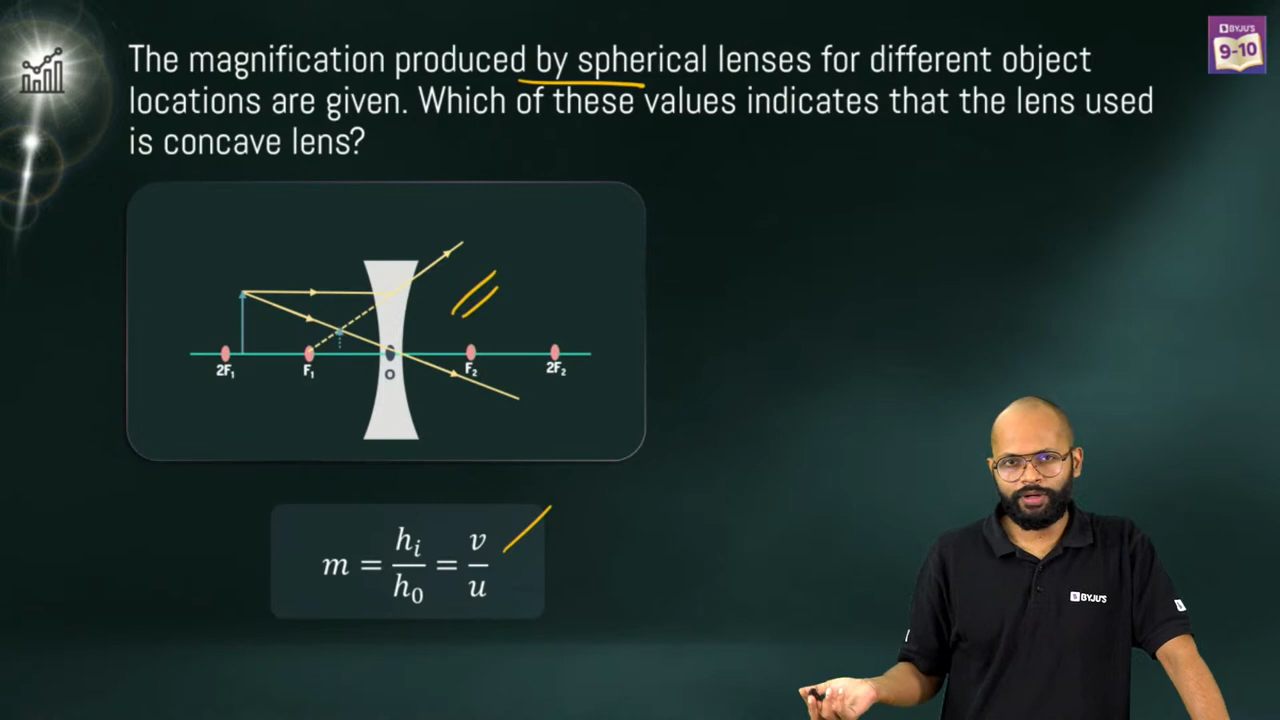 The magnification produced by spherical lenses for different object
locations are given. Which of these values indicates that the lens used
is concave lens?
BYJU'S
9-10
2F₁
F₁
O
F₂
2F₂
m = hᵢ/h₀ = v/u
BYJU'S